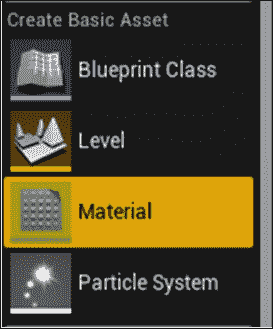 Create Basic Asset
Blueprint Class
Level
Material
Particle System